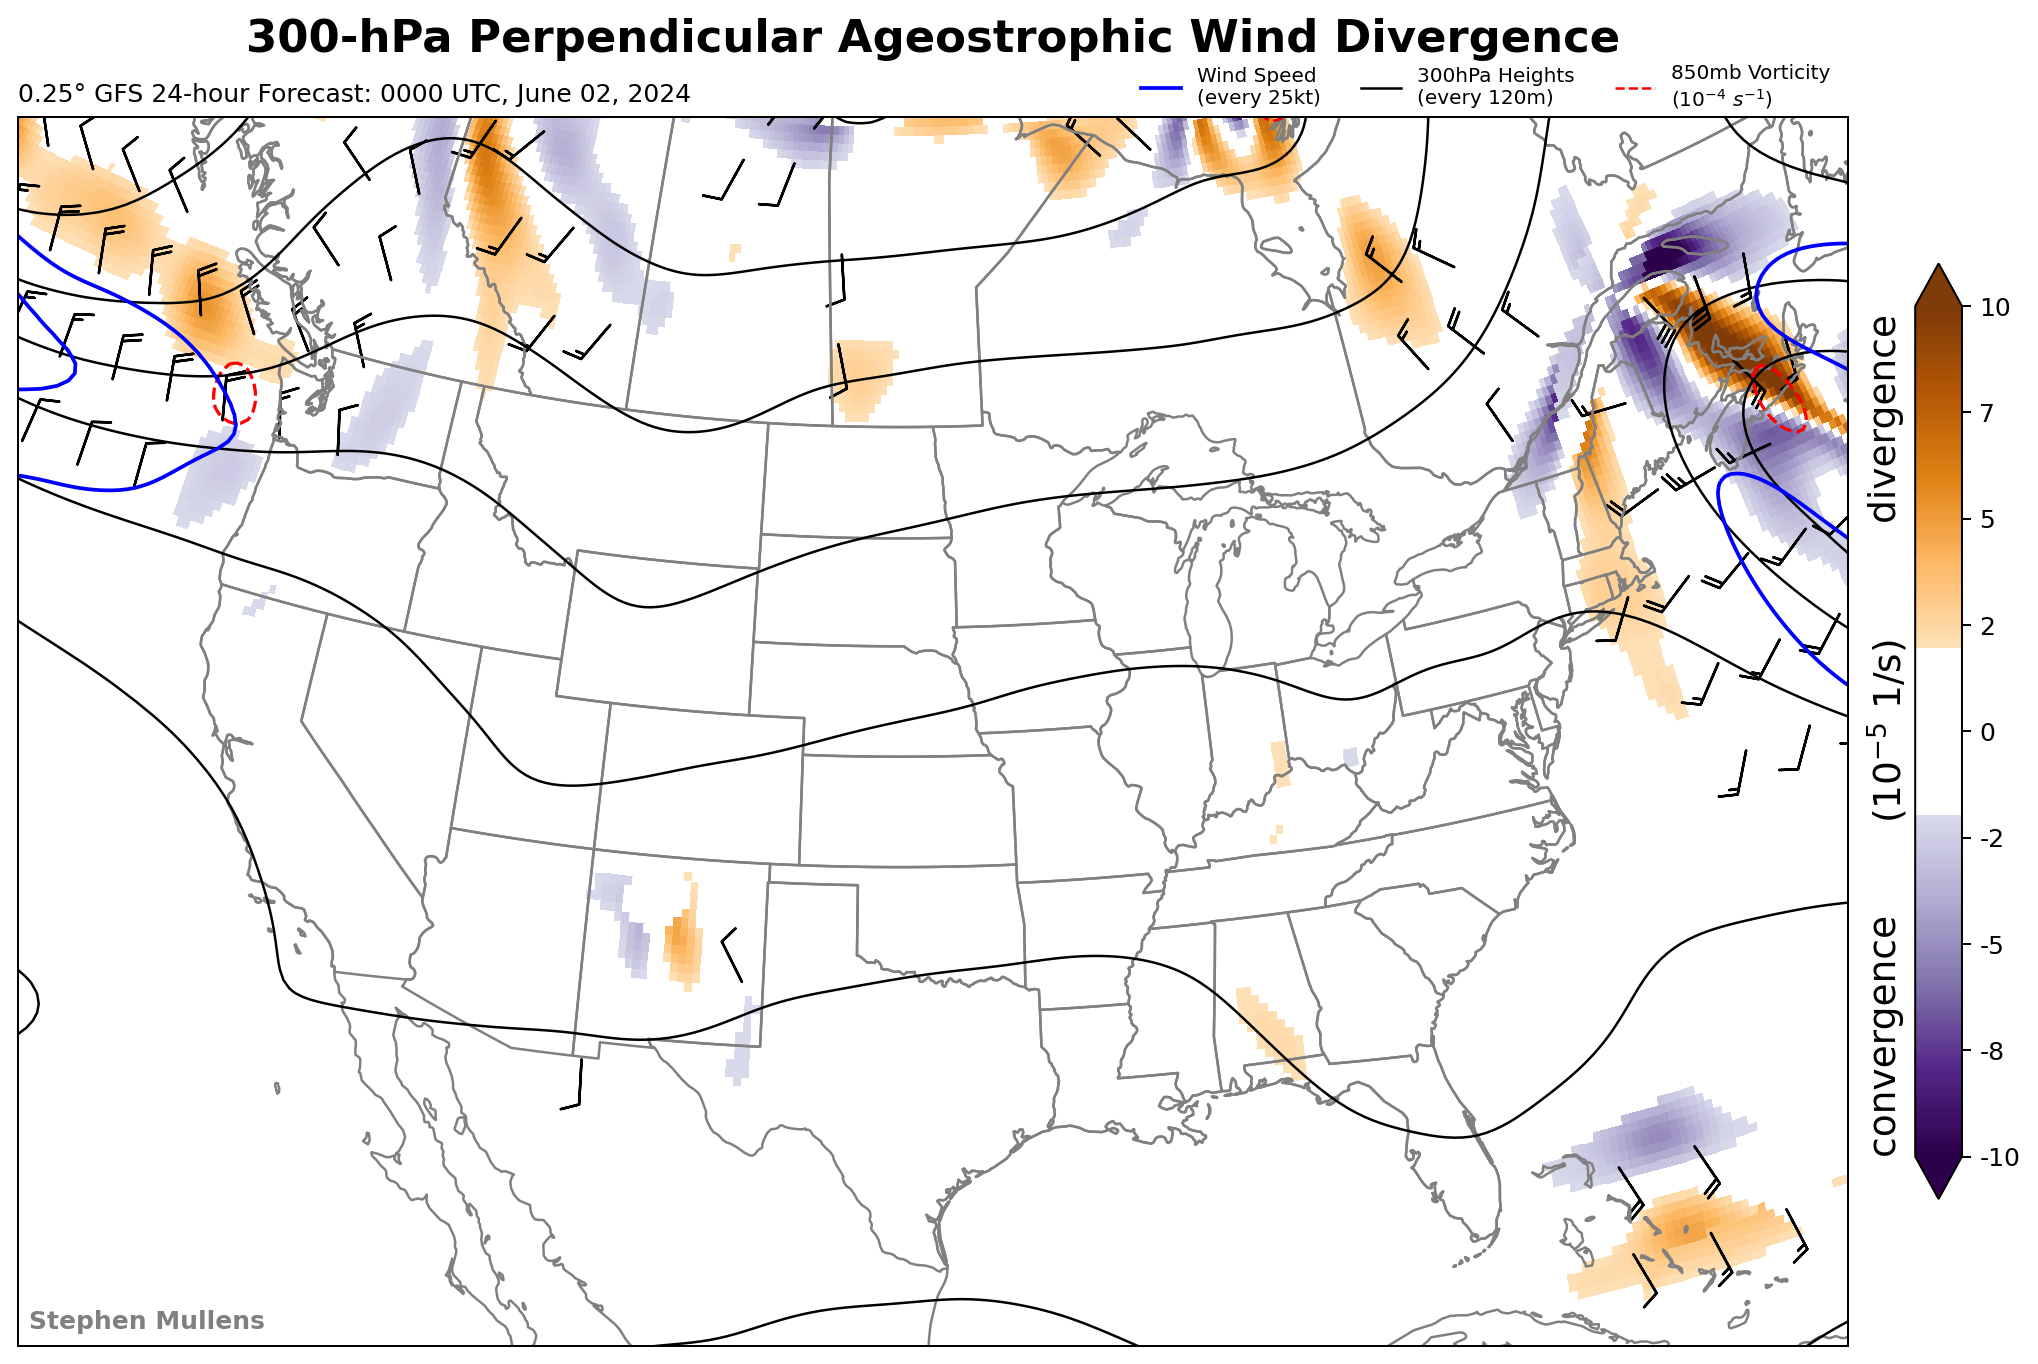 300-hPa Perpendicular Ageostrophic Wind Divergence
0.25° GFS 24-hour Forecast: 0000 UTC, June 02, 2024
Wind Speed
(every 25kt)
300hPa Heights
(every 120m)
850mb Vorticity
(10⁻⁴ s⁻¹)
10
7
5
2
0
-2
-5
-8
-10
convergence (10⁻⁵ 1/s) divergence
Stephen Mullens